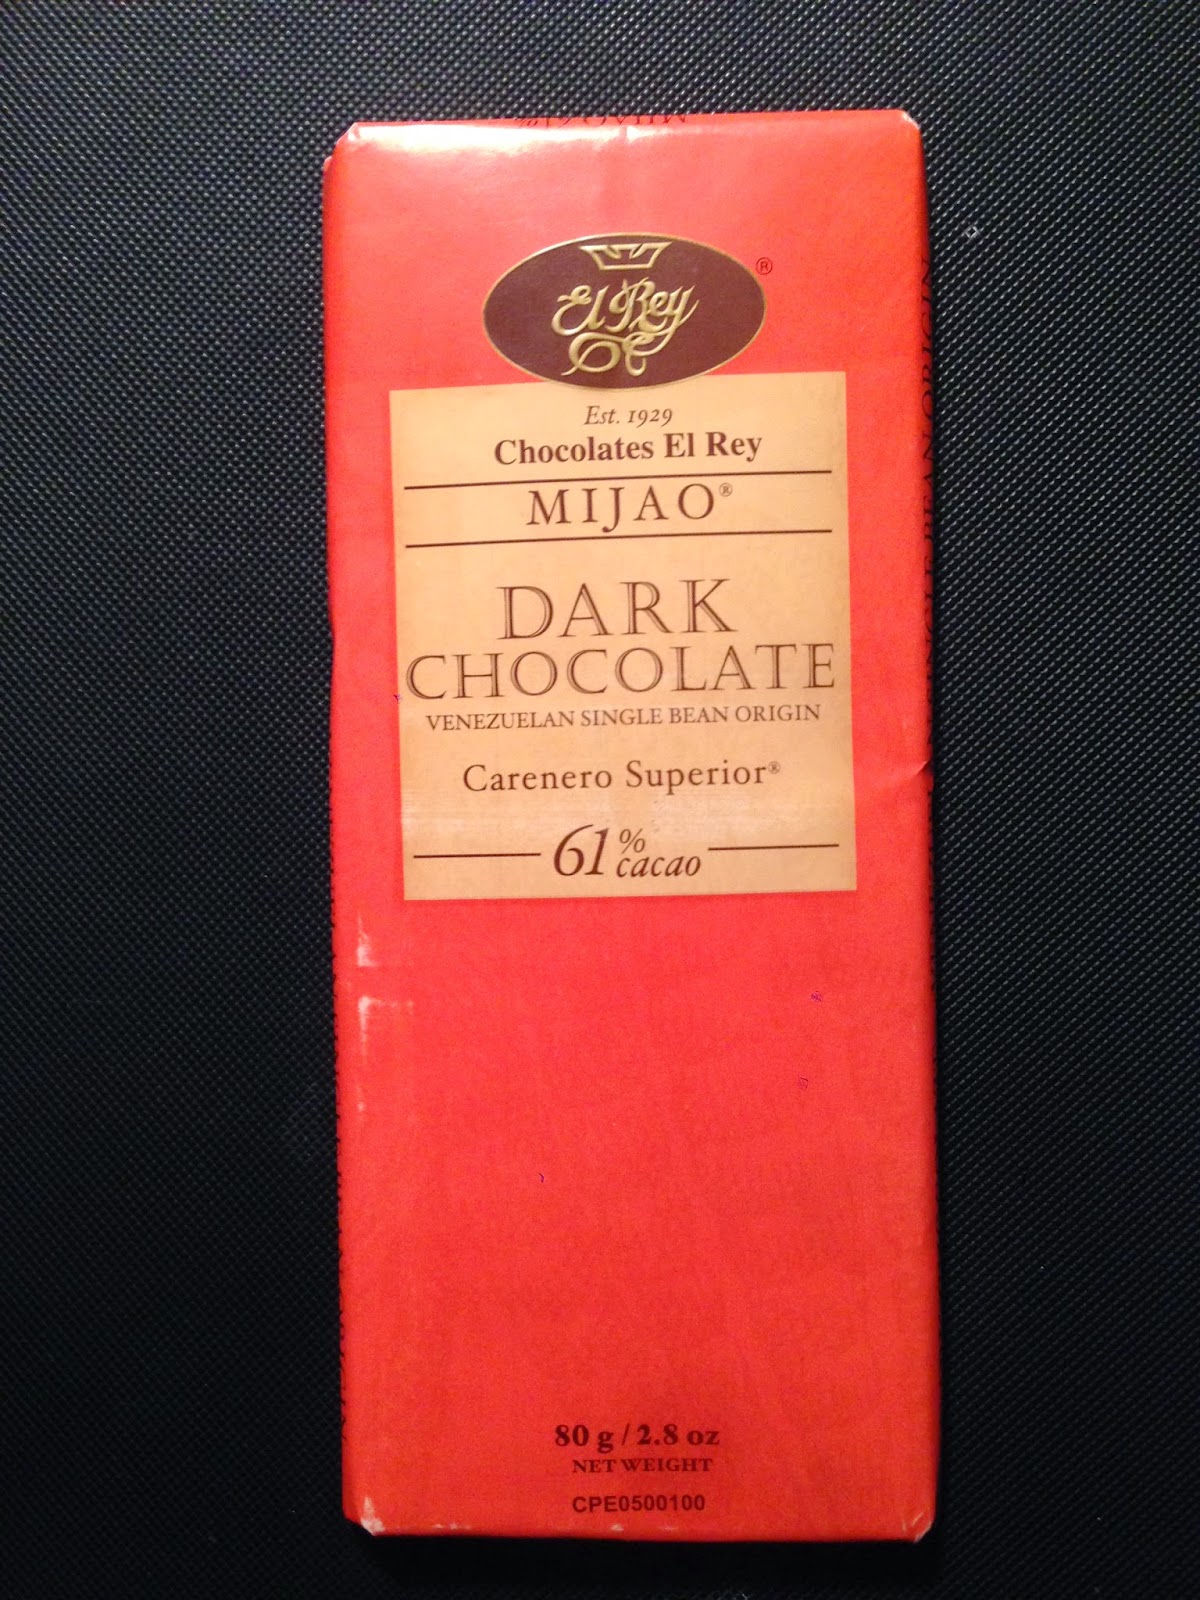 El Rey
®
Est. 1929
Chocolates El Rey
MIJAO®
DARK
CHOCOLATE
VENEZUELAN SINGLE BEAN ORIGIN
Carenero Superior®
61%
cacao
80 g / 2.8 oz
NET WEIGHT
CPE0500100